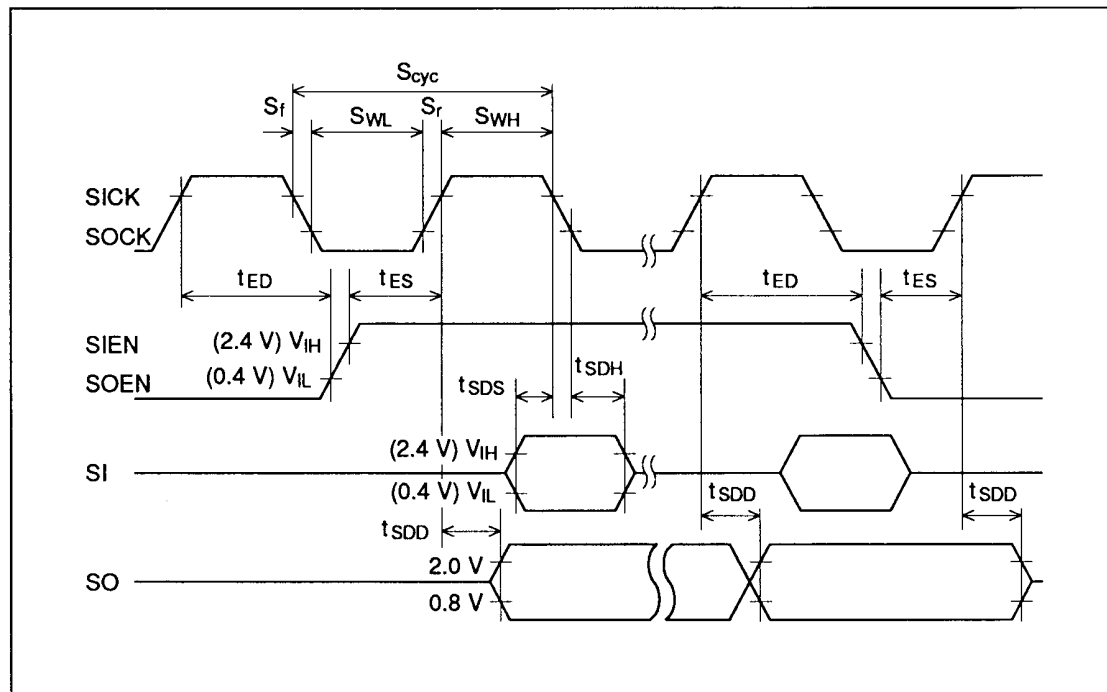 Scyc
Sf SWL Sr SWH
SICK
SOCK
tED tES tED tES
SIEN (2.4 V) VIH
SOEN (0.4 V) VIL
tSDS tSDH
(2.4 V) VIH
SI
(0.4 V) VIL
tSDD tSDD
tSDD
2.0 V
SO
0.8 V